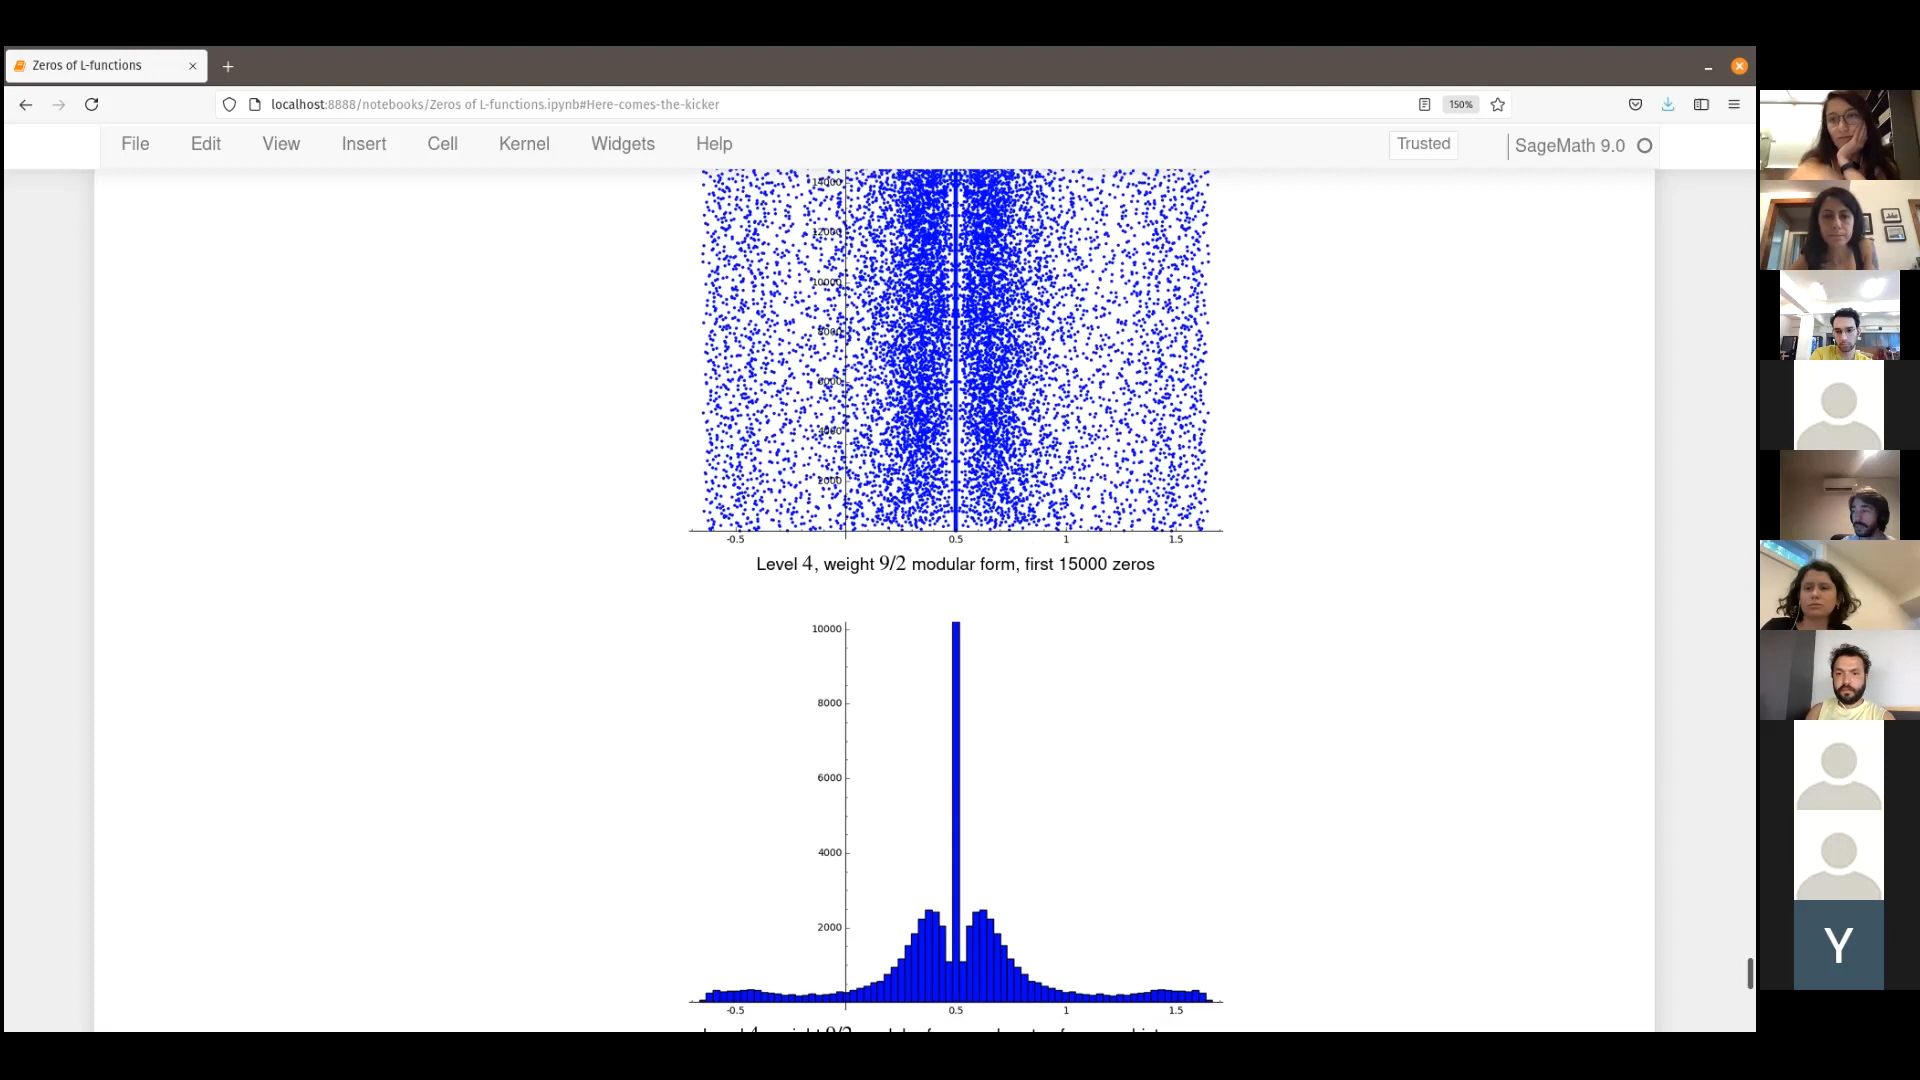 Zeros of L-functions
localhost:8888/notebooks/Zeros of L-functions.ipynb#Here-comes-the-kicker
150%
File Edit View Insert Cell Kernel Widgets Help
Trusted
SageMath 9.0
14000
12000
10000
8000
6000
4000
2000
-0.5 0.5 1 1.5
Level 4, weight 9/2 modular form, first 15000 zeros
10000
8000
6000
4000
2000
-0.5 0.5 1 1.5
Y